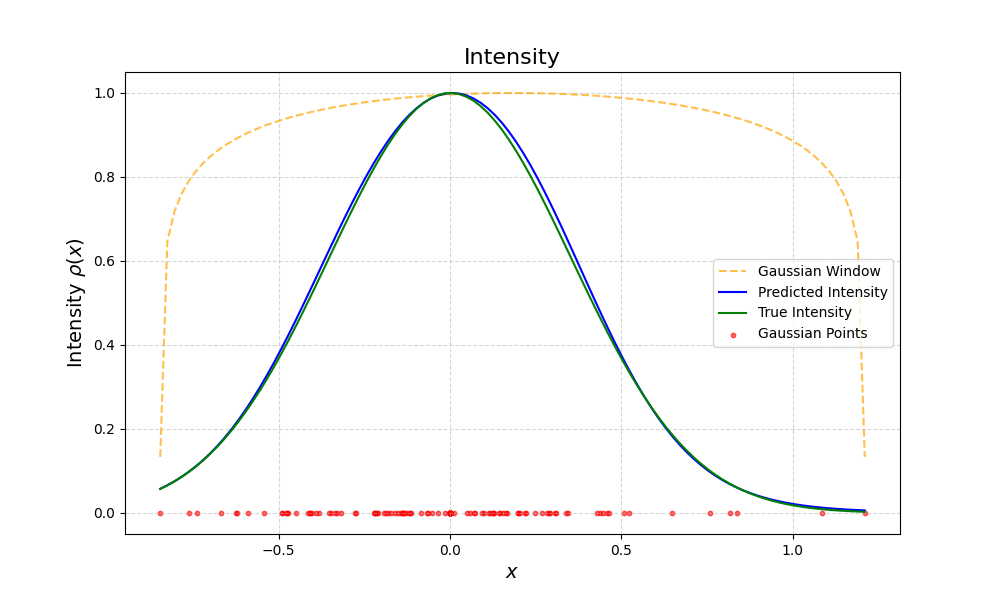 Intensity
1.0
0.8
0.6
0.4
0.2
0.0
Intensity ρ(x)
Gaussian Window
Predicted Intensity
True Intensity
Gaussian Points
−0.5
0.0
0.5
1.0
x